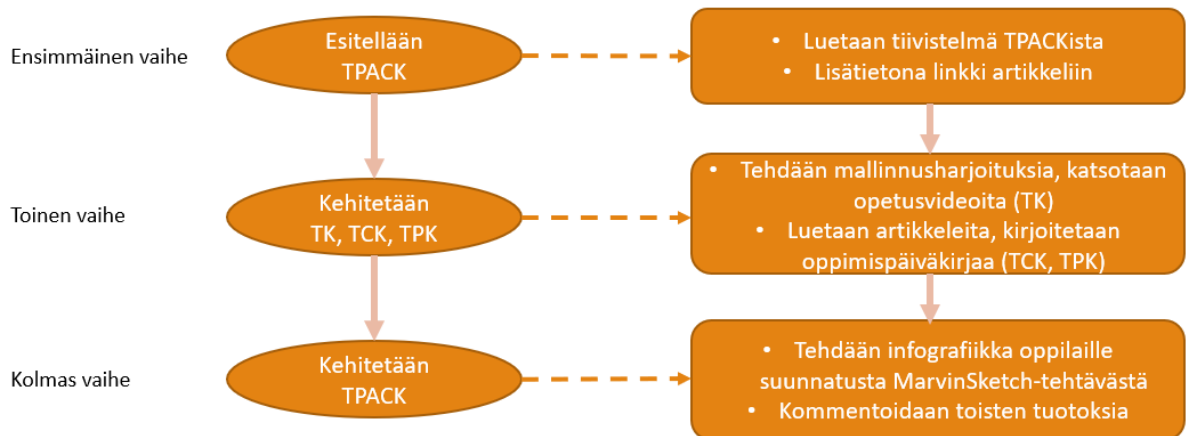 Ensimmäinen vaihe
Esitellään
TPACK
• Luetaan tiivistelmä TPACKista
• Lisätietona linkki artikkeliin
Toinen vaihe
Kehitetään
TK, TCK, TPK
• Tehdään mallinnusharjoituksia, katsotaan
opetusvideoita (TK)
• Luetaan artikkeleita, kirjoitetaan
oppimispäiväkirjaa (TCK, TPK)
Kolmas vaihe
Kehitetään
TPACK
• Tehdään infografiikka oppilaille
suunnatusta MarvinSketch-tehtävästä
• Kommentoidaan toisten tuotoksia